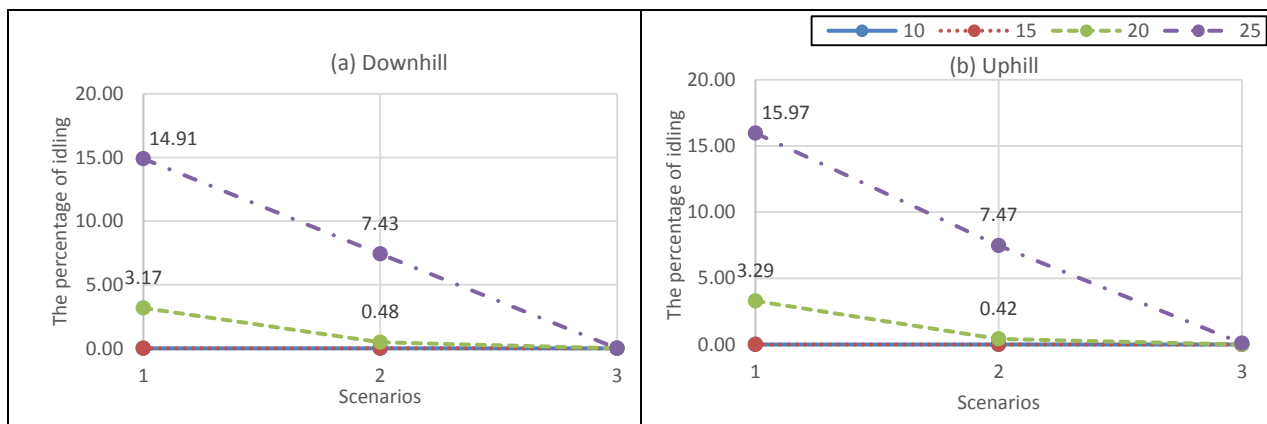 10 15 20 25
(a) Downhill
The percentage of idling
20.00
15.00
10.00
5.00
0.00
14.91
7.43
3.17
0.48
1 2 3
Scenarios
(b) Uphill
The percentage of idling
20.00
15.00
10.00
5.00
0.00
15.97
7.47
3.29
0.42
1 2 3
Scenarios